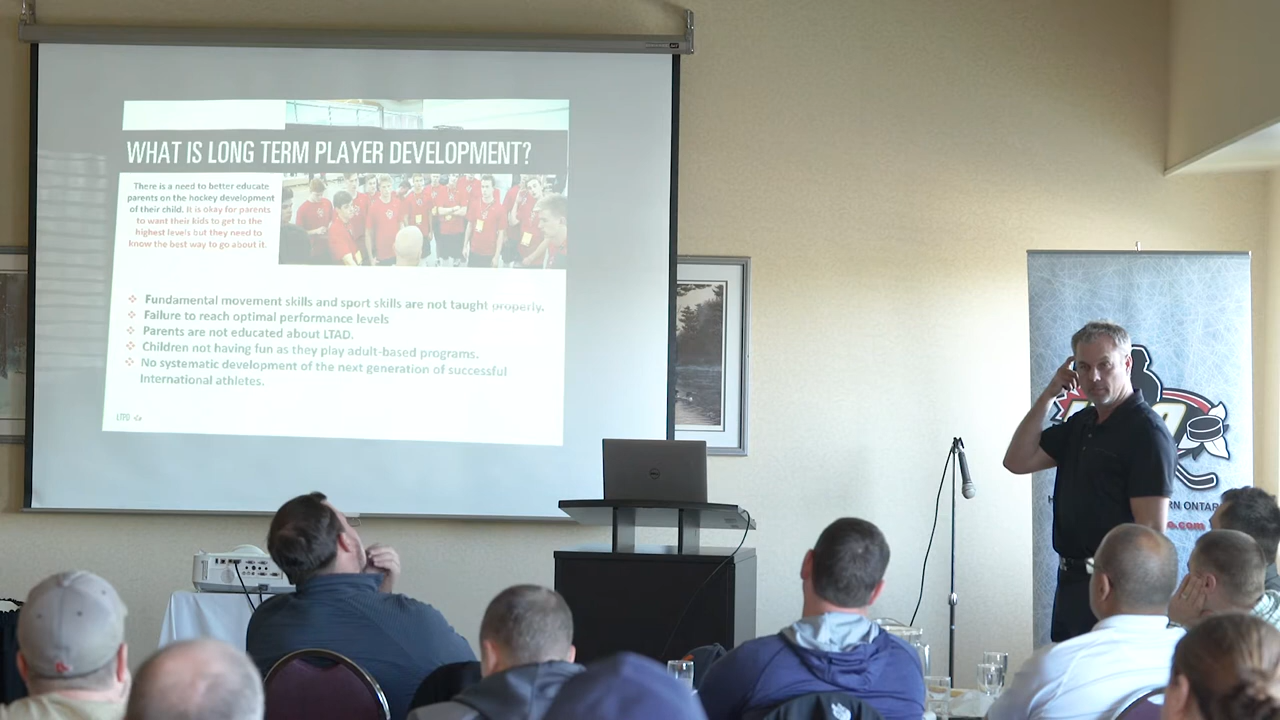 WHAT IS LONG TERM PLAYER DEVELOPMENT?
There is a need to better educate
parents on the hockey development
of their child. It is okay for parents
to want their kids to get to the
highest levels but they need to
know the best way to go about it.
Fundamental movement skills and sport skills are not taught properly.
Failure to reach optimal performance levels
Parents are not educated about LTAD.
Children not having fun as they play adult-based programs.
No systematic development of the next generation of successful
International athletes.
LTPD
DELL
RN ONTAR
o.com